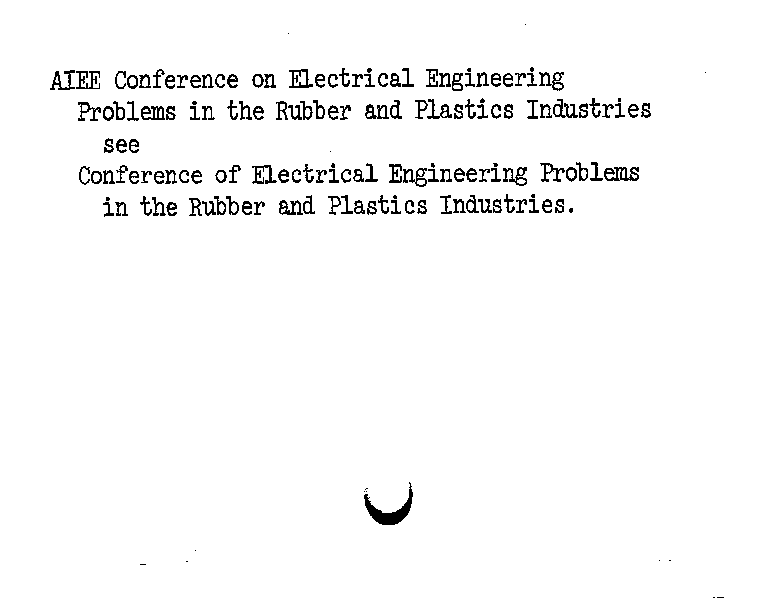 AIEE Conference on Electrical Engineering
Problems in the Rubber and Plastics Industries
see
Conference of Electrical Engineering Problems
in the Rubber and Plastics Industries.